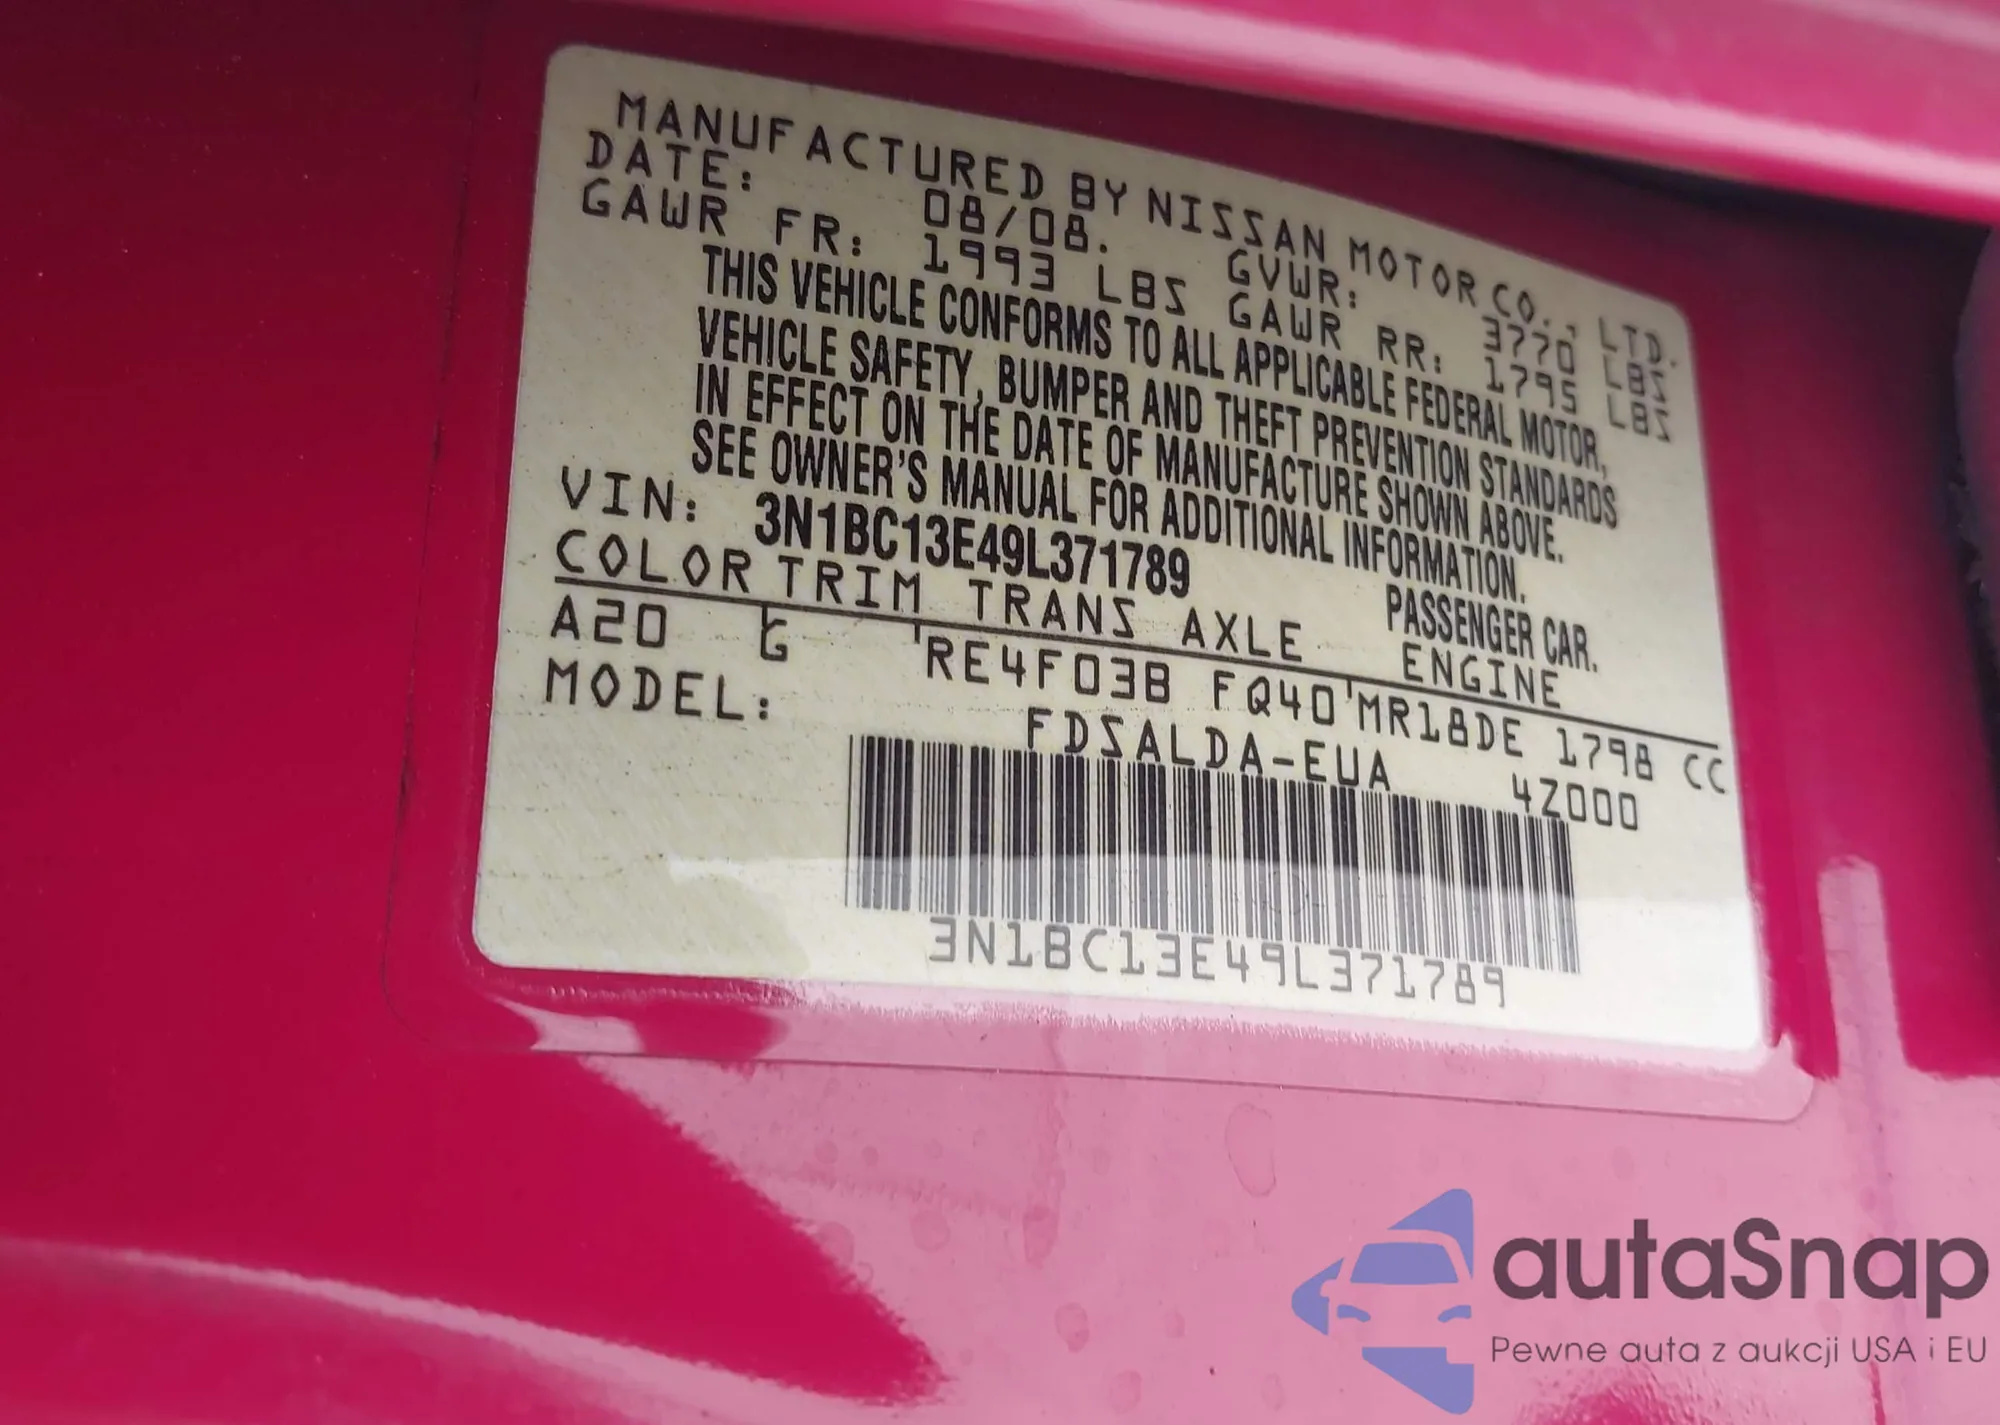 MANUFACTURED BY NISSAN MOTOR CO., LTD.
DATE: 08/08. GVWR: 3770 LBS
GAWR FR: 1993 LBS GAWR RR: 1795 LBS
THIS VEHICLE CONFORMS TO ALL APPLICABLE FEDERAL MOTOR,
VEHICLE SAFETY, BUMPER AND THEFT PREVENTION STANDARDS
IN EFFECT ON THE DATE OF MANUFACTURE SHOWN ABOVE.
SEE OWNER'S MANUAL FOR ADDITIONAL INFORMATION.
VIN: 3N1BC13E49L371789 PASSENGER CAR.
COLOR TRIM TRANS AXLE ENGINE
A20 G RE4F03B FQ40 MR18DE 1798 CC
MODEL: FDSALDA-EUA 4Z000
3N1BC13E49L371789
autaSnap
Pewne auta z aukcji USA i EU